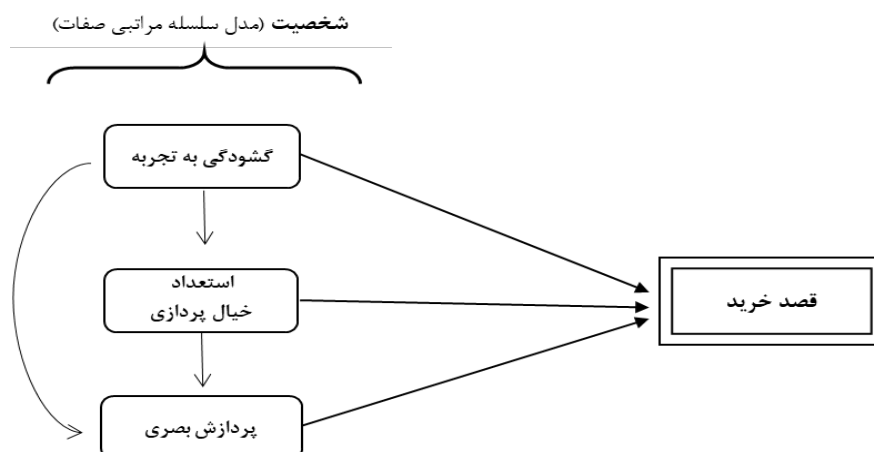 شخصیت (مدل سلسله مراتبی صفات)
گشودگی به تجربه
استعداد
خیال پردازی
قصد خرید
پردازش بصری